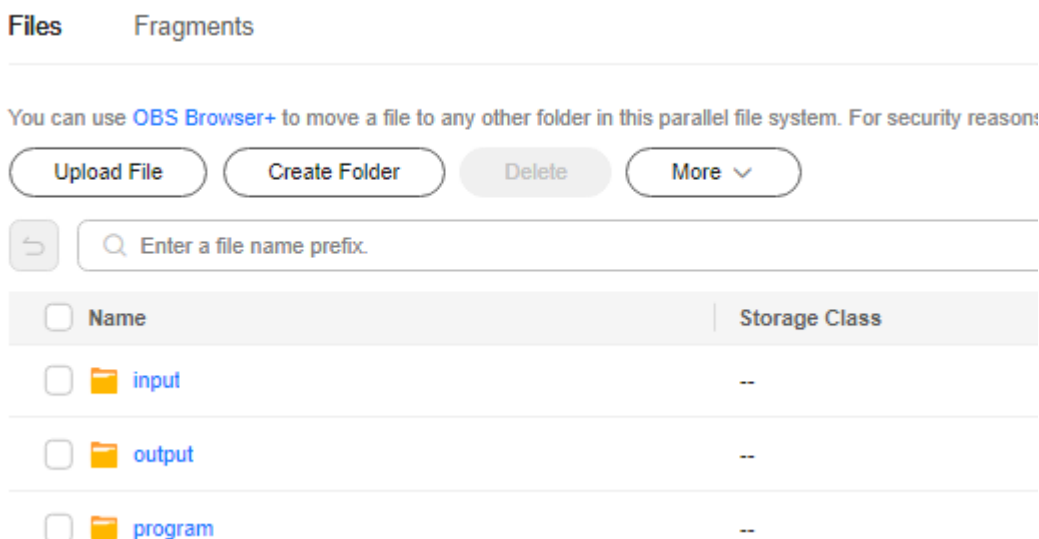 Files Fragments
You can use OBS Browser+ to move a file to any other folder in this parallel file system. For security reasons
Upload File Create Folder Delete More
Enter a file name prefix.
Name Storage Class
input --
output --
program --